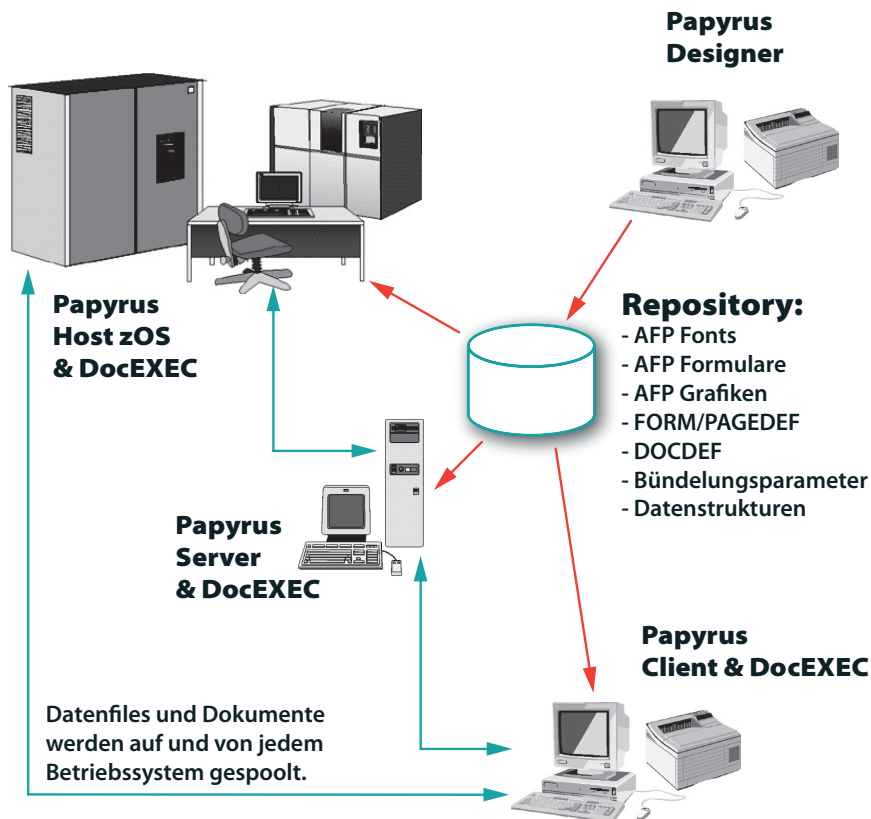 Papyrus
Designer
Papyrus
Host zOS
& DocEXEC
Repository:
- AFP Fonts
- AFP Formulare
- AFP Grafiken
- FORM/PAGEDEF
- DOCDEF
- Bündelungsparameter
- Datenstrukturen
Papyrus
Server
& DocEXEC
Papyrus
Client & DocEXEC
Datenfiles und Dokumente
werden auf und von jedem
Betriebssystem gespoolt.